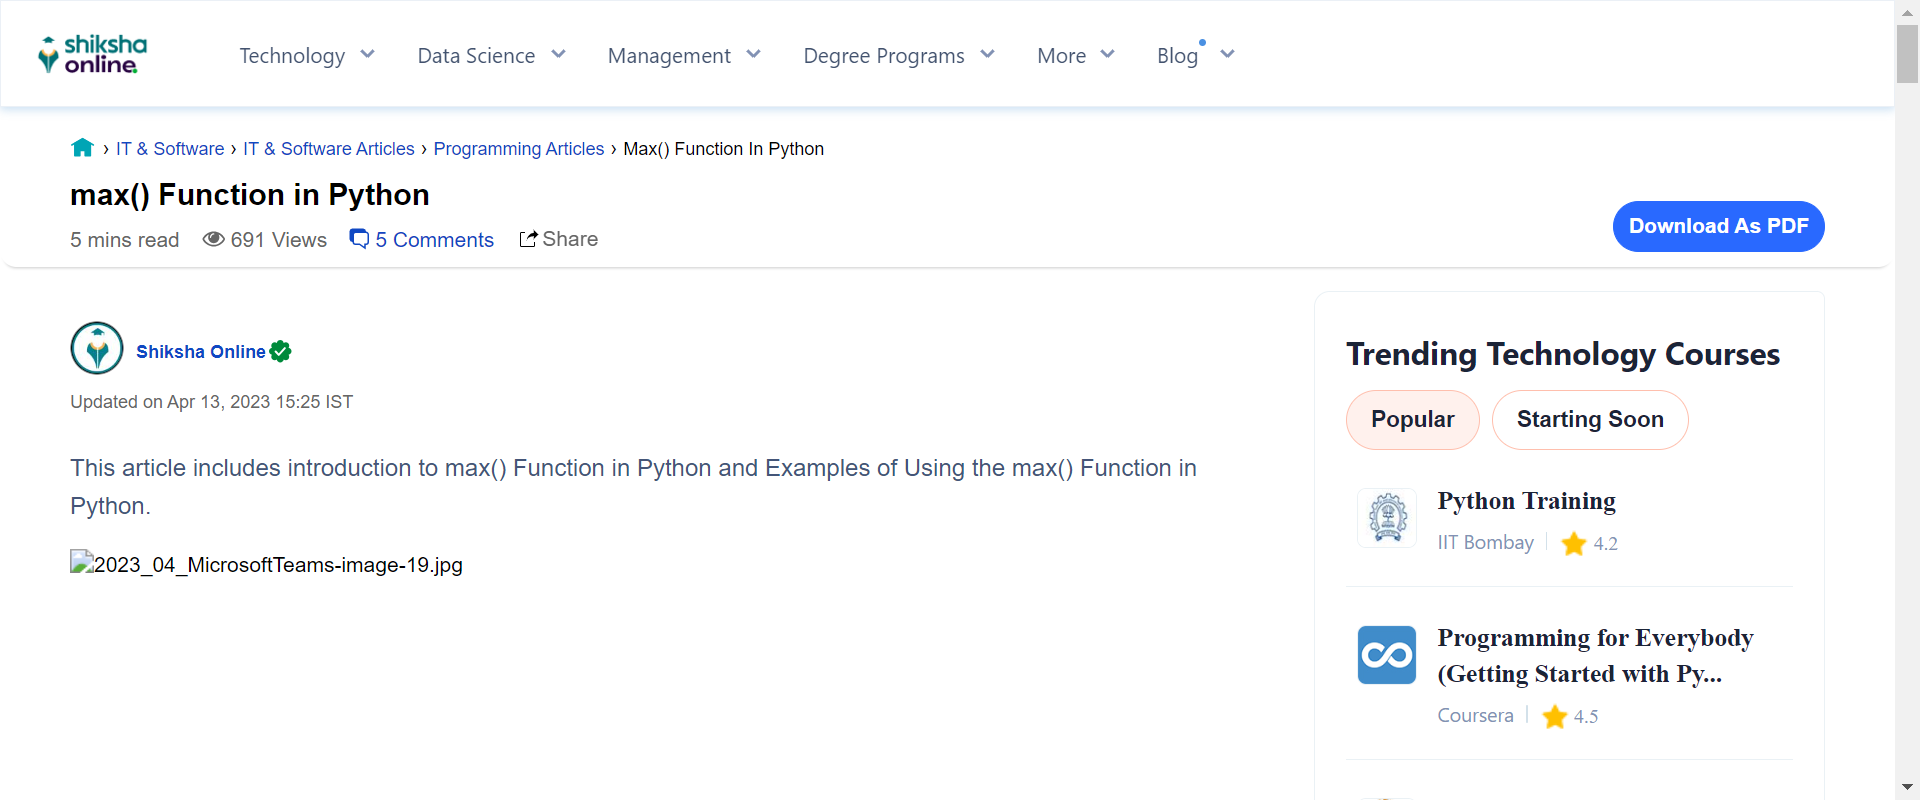 shiksha
online.
Technology Data Science Management Degree Programs More Blog
› IT & Software › IT & Software Articles › Programming Articles › Max() Function In Python
max() Function in Python
5 mins read 691 Views 5 Comments Share
Download As PDF
Shiksha Online
Updated on Apr 13, 2023 15:25 IST
This article includes introduction to max() Function in Python and Examples of Using the max() Function in
Python.
2023_04_MicrosoftTeams-image-19.jpg
Trending Technology Courses
Popular Starting Soon
Python Training
IIT Bombay 4.2
Programming for Everybody
(Getting Started with Py...
Coursera 4.5